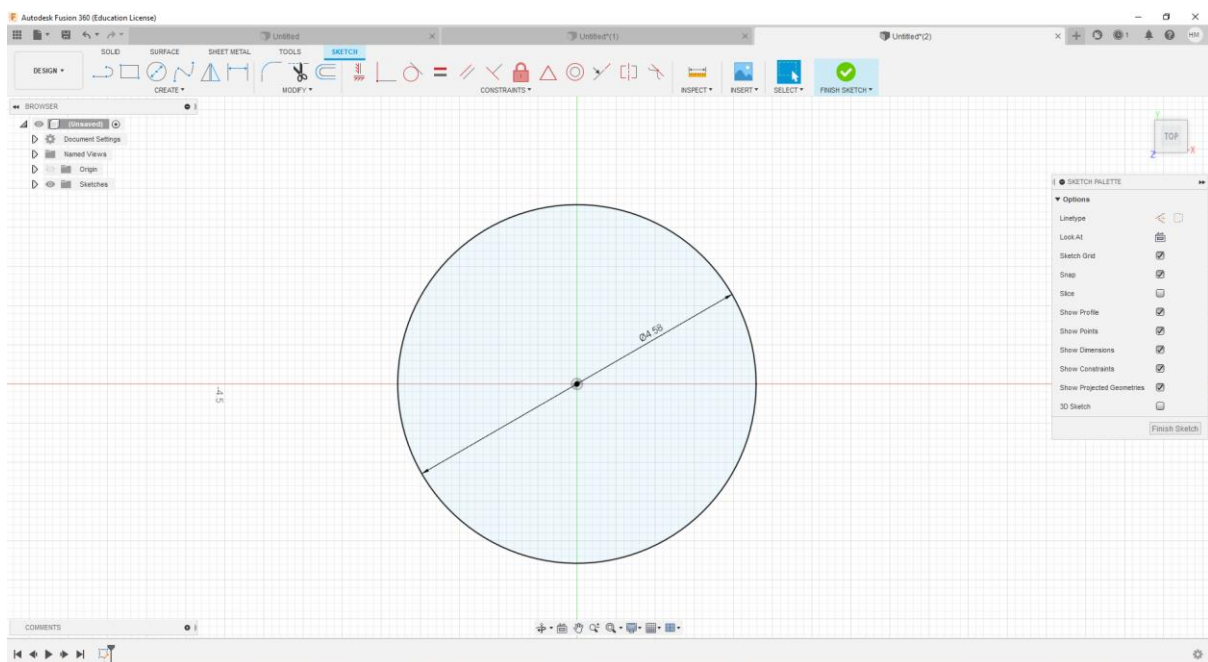 Autodesk Fusion 360 (Education License)
Untitled
Untitled*(1)
Untitled*(2)
1
HM
SOLID SURFACE SHEET METAL TOOLS SKETCH
DESIGN
CREATE MODIFY CONSTRAINTS INSPECT INSERT SELECT FINISH SKETCH
BROWSER
(Unsaved)
Document Settings
Named Views
Origin
Sketches
Y
TOP
X
Z
SKETCH PALETTE
Options
Linetype
Look At
Sketch Grid
Snap
Slice
Show Profile
Show Points
Show Dimensions
Show Constraints
Show Projected Geometries
3D Sketch
Finish Sketch
Ø4.58
-4.5
COMMENTS